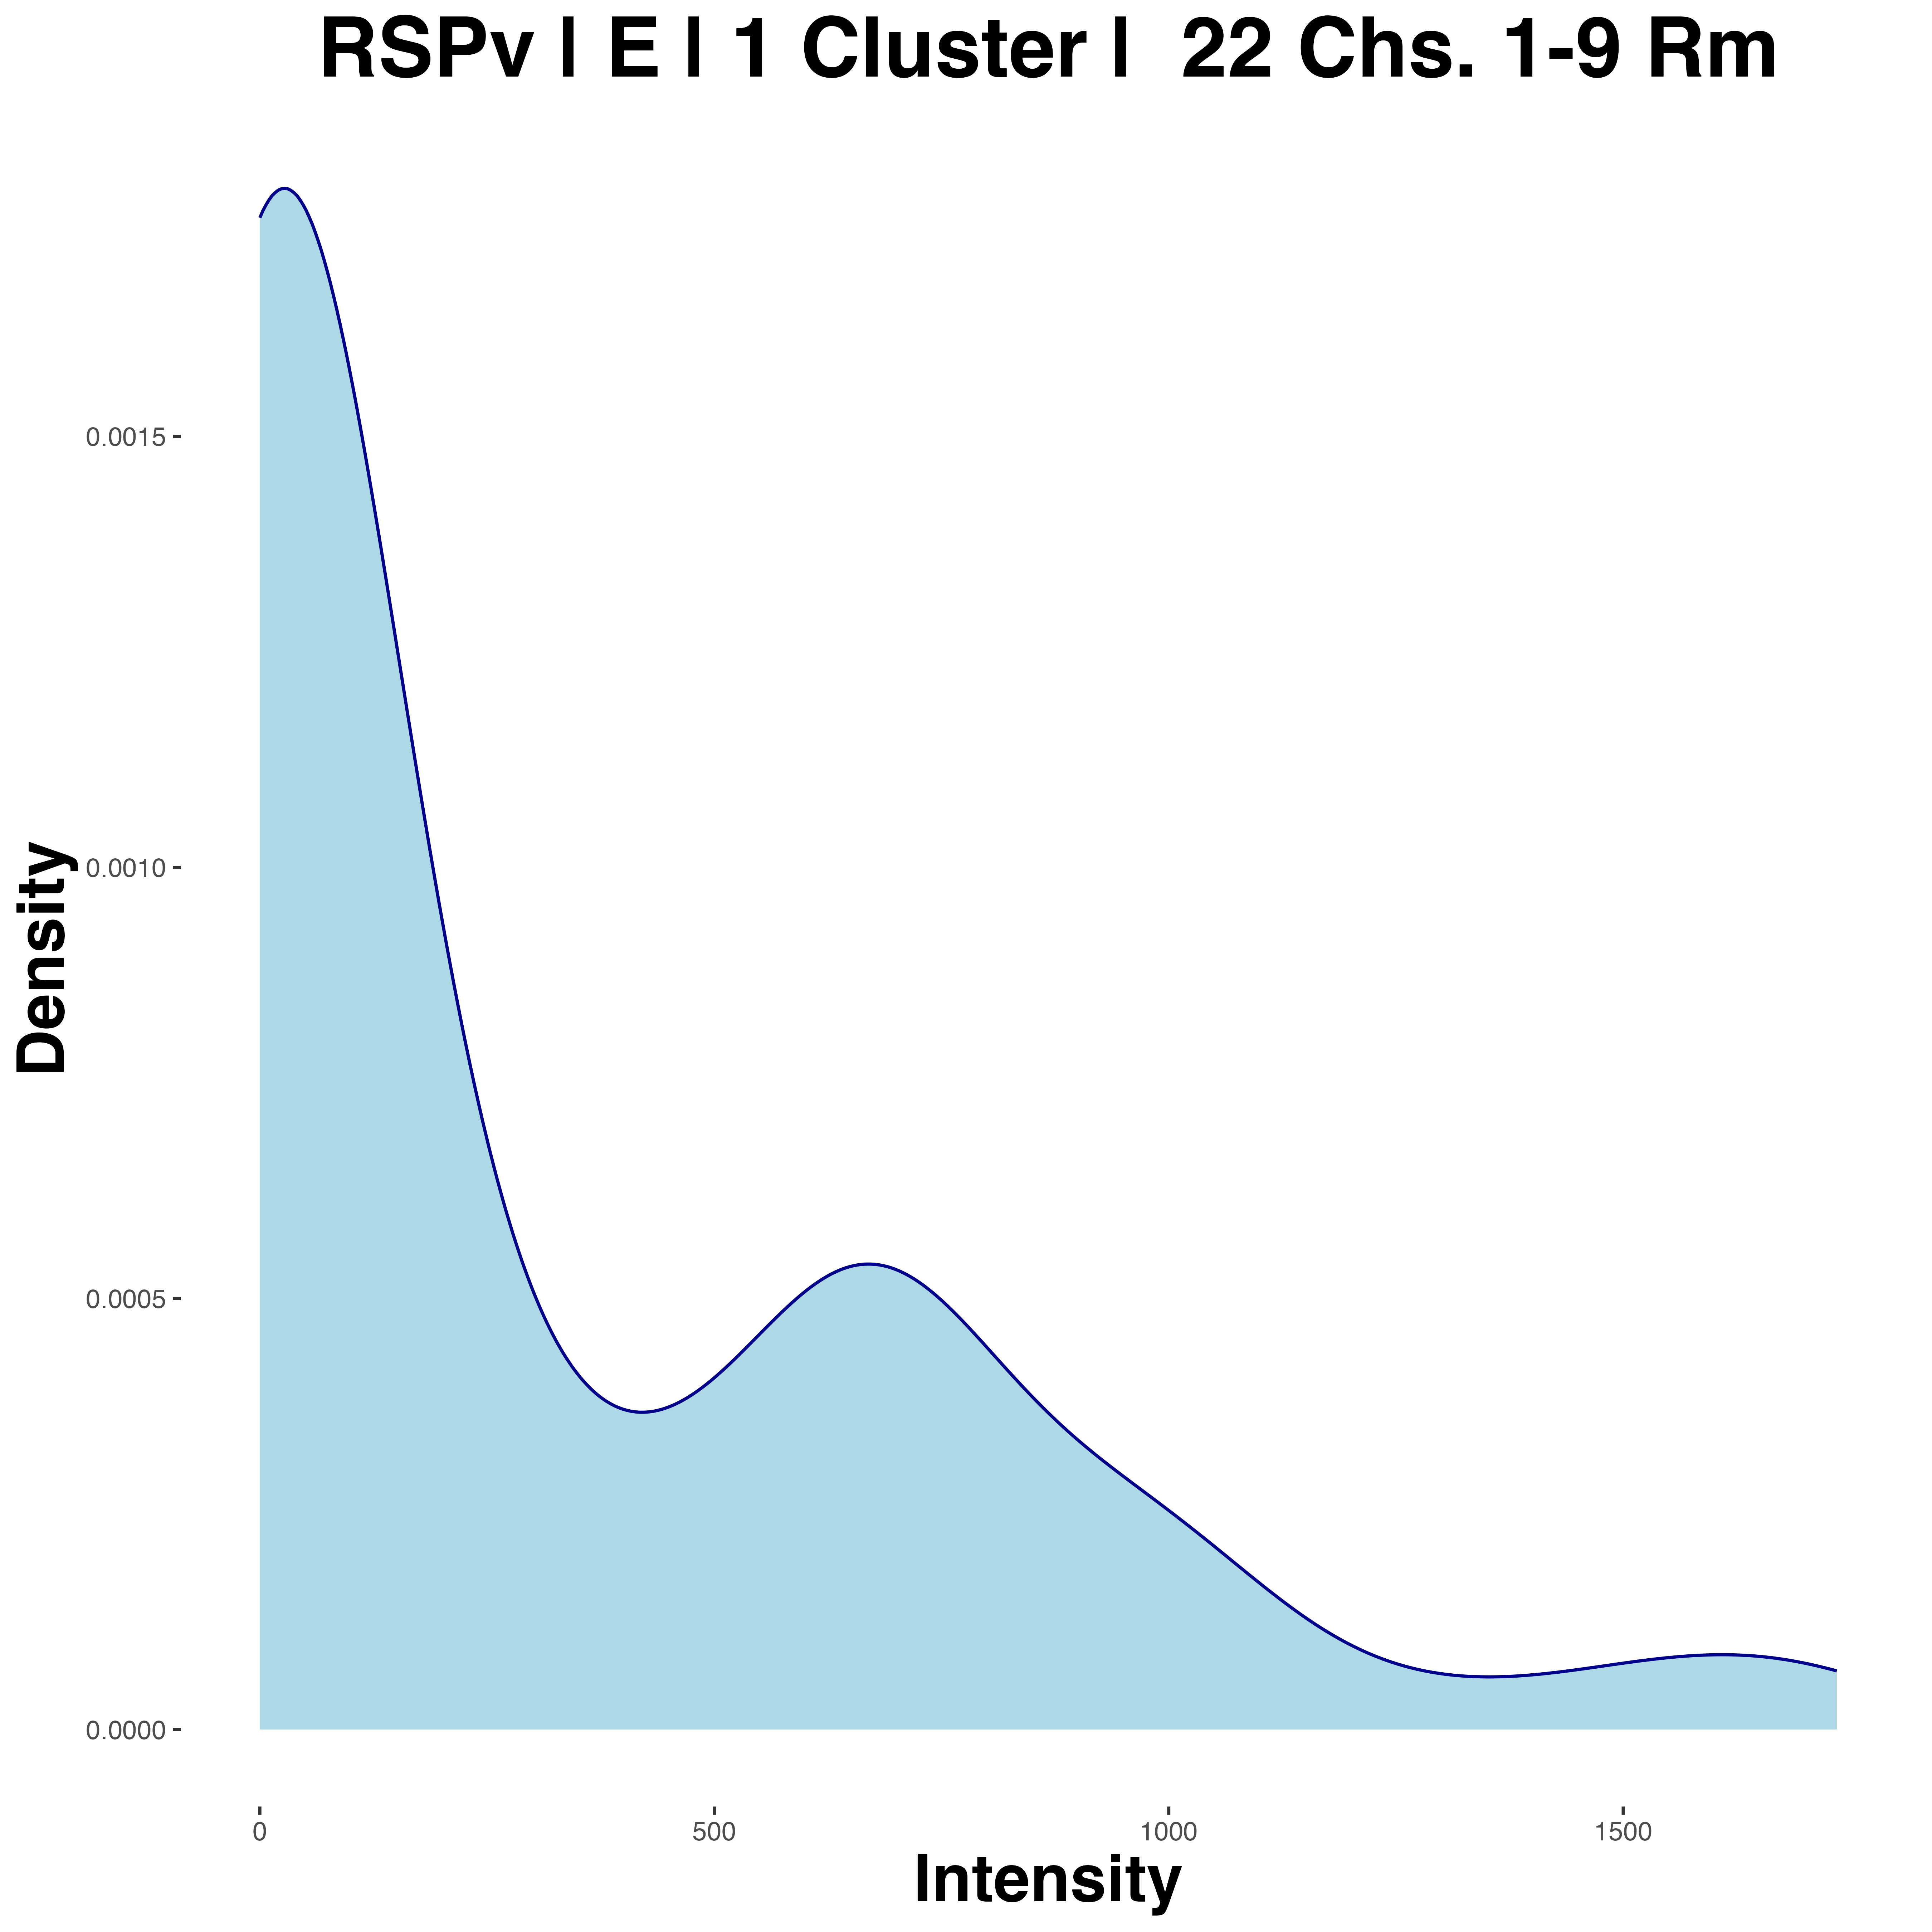 RSPv | E | 1 Cluster |  22 Chs. 1-9 Rm
0.0015
0.0010
0.0005
0.0000
Density
0 500 1000 1500
Intensity